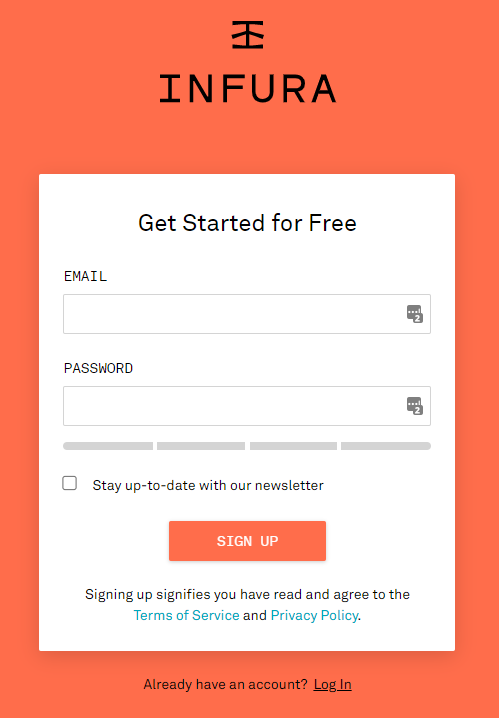 INFURA
Get Started for Free
EMAIL
2
PASSWORD
2
Stay up-to-date with our newsletter
SIGN UP
Signing up signifies you have read and agree to the
Terms of Service and Privacy Policy.
Already have an account? Log In